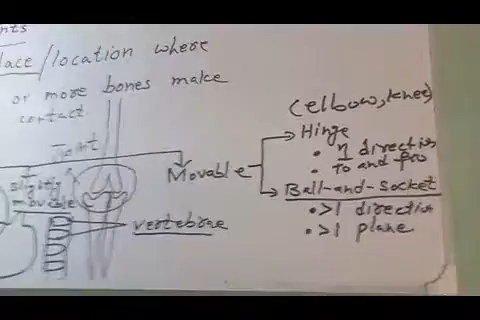 nts
lace/location where
or more bones make
contact.
Joint
slightly
movable
Movable
(elbow, knee)
Hinge
• 1 direction
• To and fro
Ball-and-socket
• >1 direction
• >1 plane
vertebrae